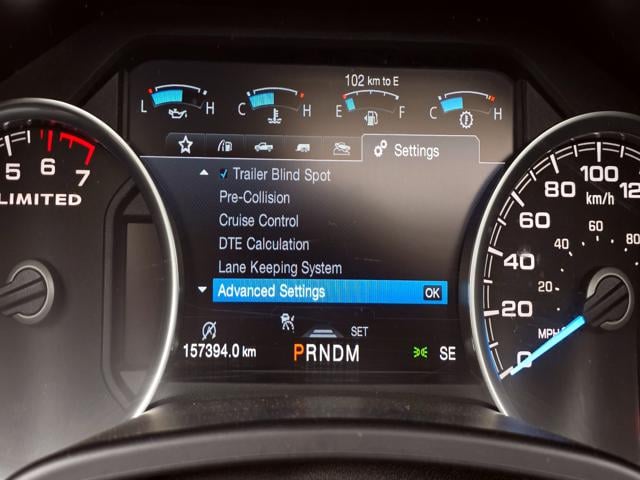 102 km to E
L H C H E F C H
Settings
Trailer Blind Spot
Pre-Collision
Cruise Control
DTE Calculation
Lane Keeping System
Advanced Settings OK
SET
157394.0 km PRNDM SE
5 6 7
LIMITED
0 20 40 60 80 100 12
km/h
20 40 60 80
MPH